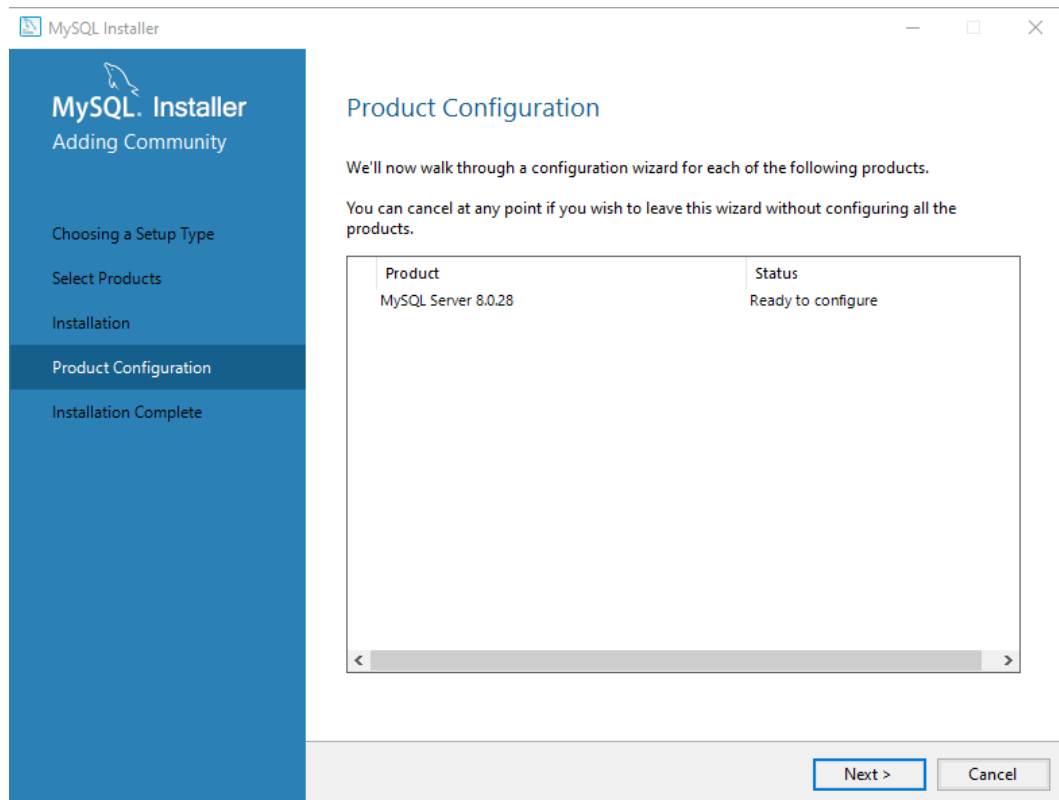 MySQL Installer
MySQL. Installer
Adding Community
Choosing a Setup Type
Select Products
Installation
Product Configuration
Installation Complete
Product Configuration
We'll now walk through a configuration wizard for each of the following products.
You can cancel at any point if you wish to leave this wizard without configuring all the
products.
Product Status
MySQL Server 8.0.28 Ready to configure
Next > Cancel